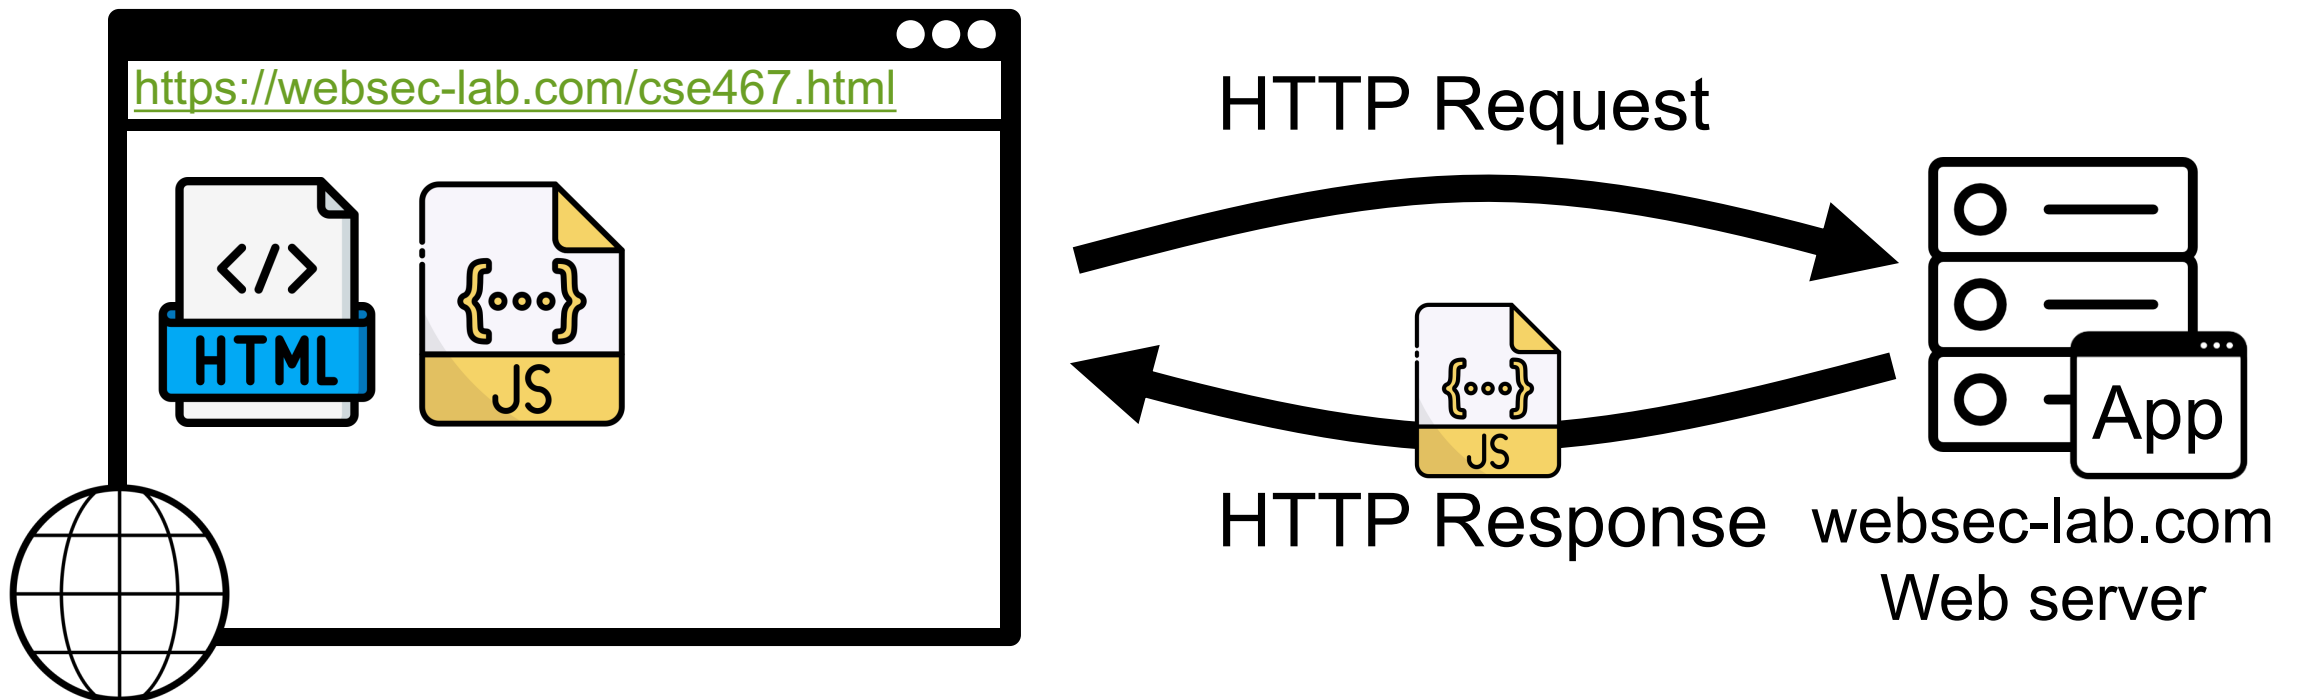 https://websec-lab.com/cse467.html
HTML
JS
HTTP Request
JS
HTTP Response
App
websec-lab.com
Web server